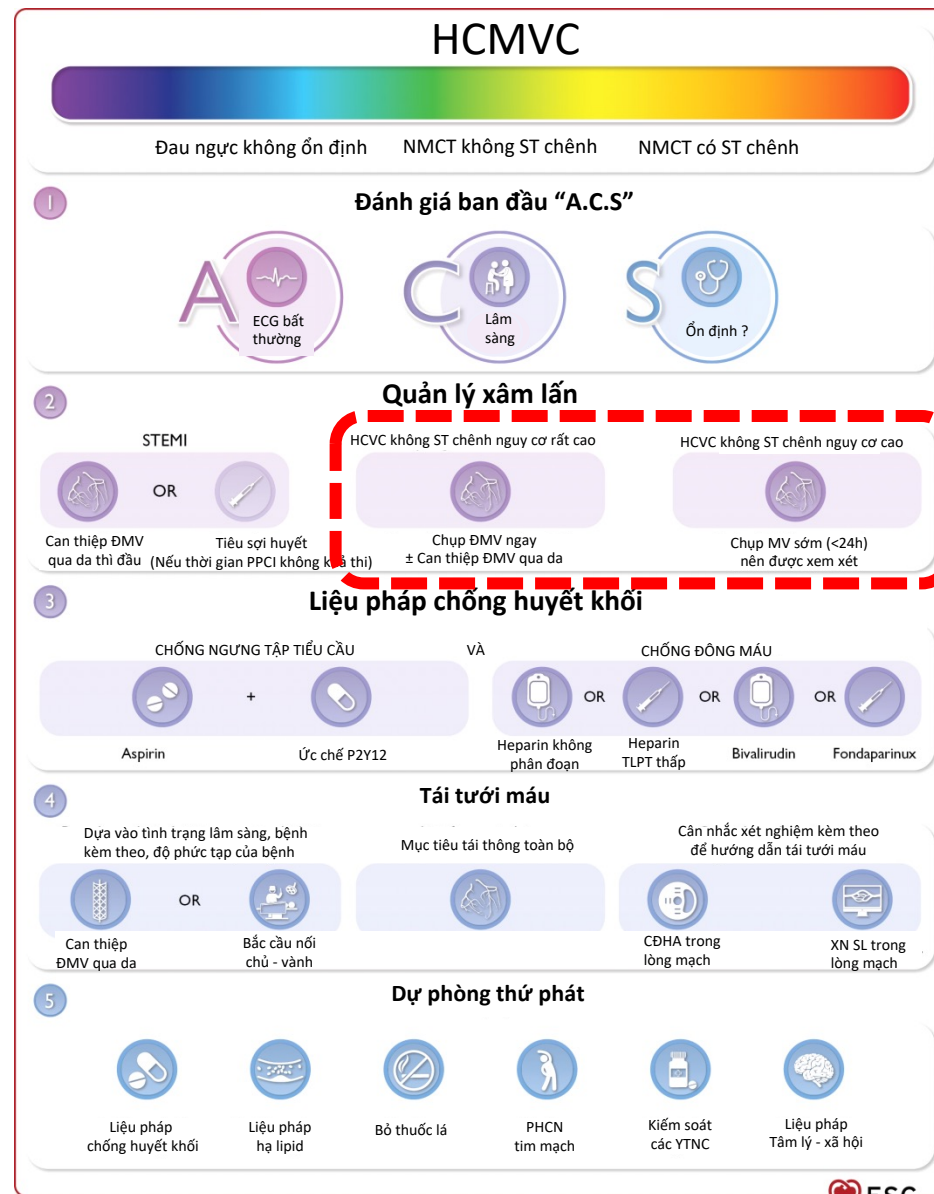 HCMVC
Đau ngực không ổn định NMCT không ST chênh NMCT có ST chênh
1 Đánh giá ban đầu “A.C.S”
A C S
ECG bất
thường
Lâm
sàng
Ổn định ?
2 Quản lý xâm lấn
STEMI
OR
Can thiệp ĐMV
qua da thì đầu
Tiêu sợi huyết
(Nếu thời gian PPCI không khả thi)
HCVC không ST chênh nguy cơ rất cao
Chụp ĐMV ngay
± Can thiệp ĐMV qua da
HCVC không ST chênh nguy cơ cao
Chụp MV sớm (<24h)
nên được xem xét
3 Liệu pháp chống huyết khối
CHỐNG NGƯNG TẬP TIỂU CẦU VÀ CHỐNG ĐÔNG MÁU
+ OR OR OR
Aspirin
Ức chế P2Y12
Heparin không
phân đoạn
Heparin
TLPT thấp
Bivalirudin
Fondaparinux
4 Tái tưới máu
Dựa vào tình trạng lâm sàng, bệnh
kèm theo, độ phức tạp của bệnh
OR
Can thiệp
ĐMV qua da
Bắc cầu nối
chủ - vành
Mục tiêu tái thông toàn bộ
Cân nhắc xét nghiệm kèm theo
để hướng dẫn tái tưới máu
CĐHA trong
lòng mạch
XN SL trong
lòng mạch
5 Dự phòng thứ phát
Liệu pháp
chống huyết khối
Liệu pháp
hạ lipid
Bỏ thuốc lá
PHCN
tim mạch
Kiếm soát
các YTNC
Liệu pháp
Tâm lý - xã hội
ESC